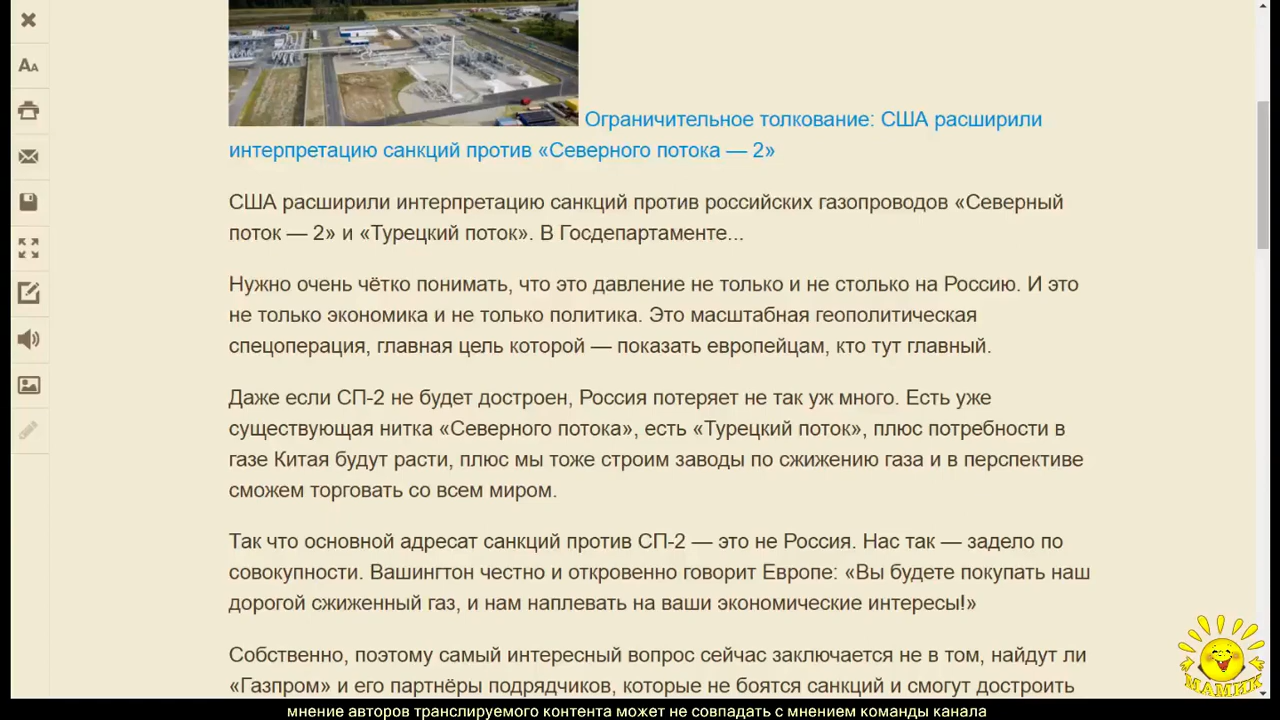 Ограничительное толкование: США расширили
интерпретацию санкций против «Северного потока — 2»
США расширили интерпретацию санкций против российских газопроводов «Северный
поток — 2» и «Турецкий поток». В Госдепартаменте...
Нужно очень чётко понимать, что это давление не только и не столько на Россию. И это
не только экономика и не только политика. Это масштабная геополитическая
спецоперация, главная цель которой — показать европейцам, кто тут главный.
Даже если СП-2 не будет достроен, Россия потеряет не так уж много. Есть уже
существующая нитка «Северного потока», есть «Турецкий поток», плюс потребности в
газе Китая будут расти, плюс мы тоже строим заводы по сжижению газа и в перспективе
сможем торговать со всем миром.
Так что основной адресат санкций против СП-2 — это не Россия. Нас так — задело по
совокупности. Вашингтон честно и откровенно говорит Европе: «Вы будете покупать наш
дорогой сжиженный газ, и нам наплевать на ваши экономические интересы!»
Собственно, поэтому самый интересный вопрос сейчас заключается не в том, найдут ли
«Газпром» и его партнёры подрядчиков, которые не боятся санкций и смогут достроить
МАМИК
мнение авторов транслируемого контента может не совпадать с мнением команды канала